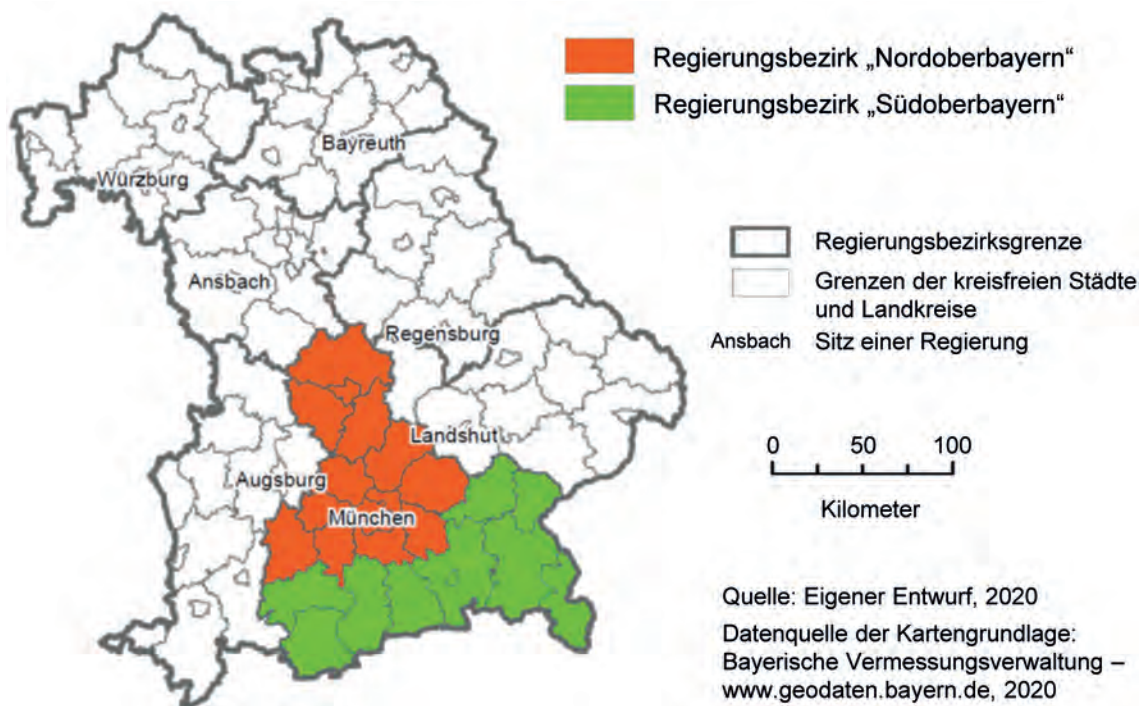 Regierungsbezirk „Nordoberbayern“
Regierungsbezirk „Südoberbayern“
Bayreuth
Würzburg
Ansbach
Regensburg
Landshut
Augsburg
München
Regierungsbezirksgrenze
Grenzen der kreisfreien Städte
und Landkreise
Ansbach Sitz einer Regierung
0 50 100
Kilometer
Quelle: Eigener Entwurf, 2020
Datenquelle der Kartengrundlage:
Bayerische Vermessungsverwaltung –
www.geodaten.bayern.de, 2020